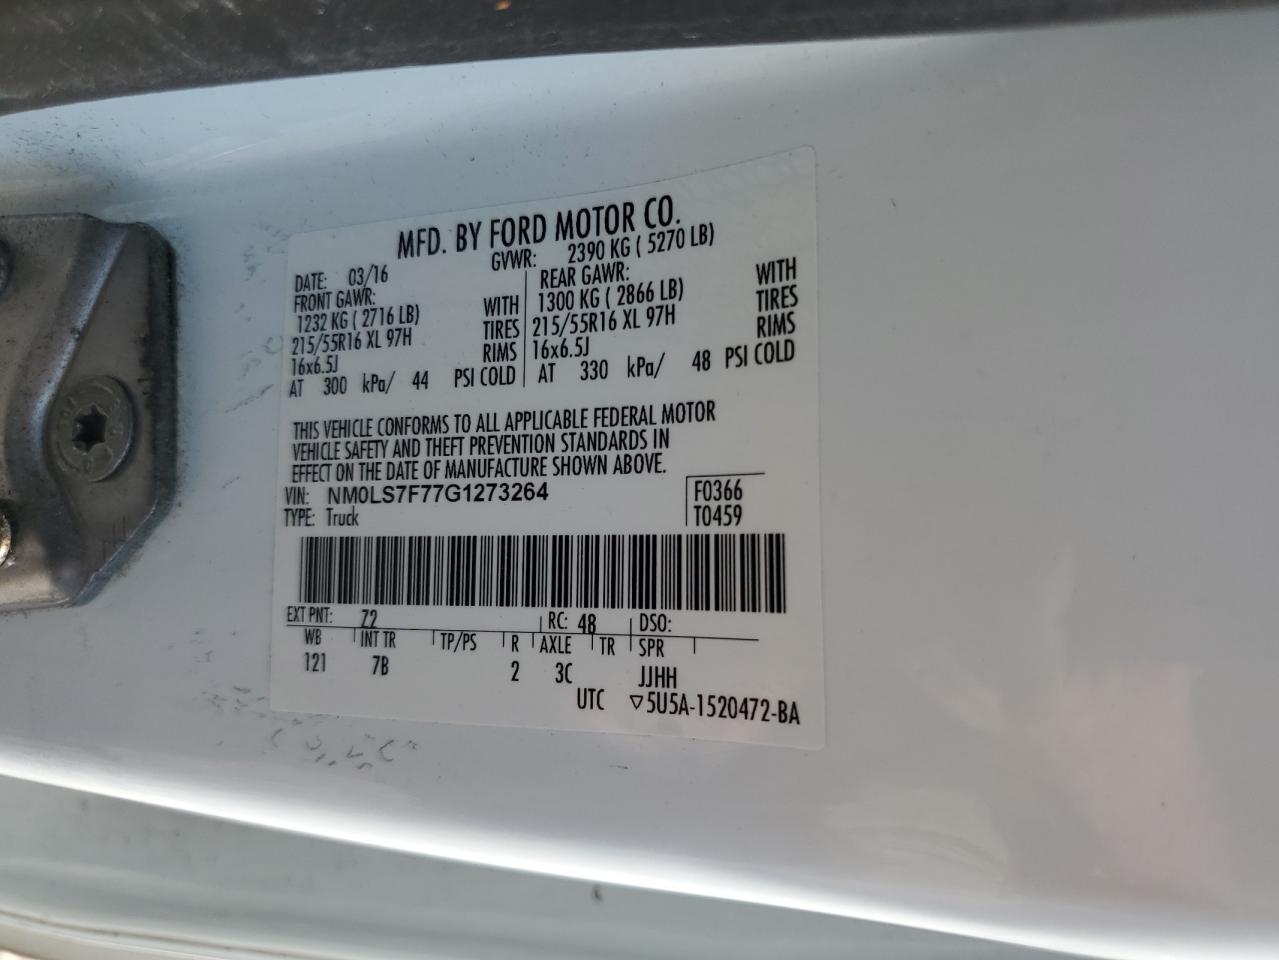 MFD. BY FORD MOTOR CO.
DATE: 03/16 GVWR: 2390 KG ( 5270 LB)
FRONT GAWR: REAR GAWR:
1232 KG ( 2716 LB) WITH 1300 KG ( 2866 LB) WITH
215/55R16 XL 97H TIRES 215/55R16 XL 97H TIRES
16x6.5J RIMS 16x6.5J RIMS
AT 300 kPa/ 44 PSI COLD AT 330 kPa/ 48 PSI COLD
THIS VEHICLE CONFORMS TO ALL APPLICABLE FEDERAL MOTOR
VEHICLE SAFETY AND THEFT PREVENTION STANDARDS IN
EFFECT ON THE DATE OF MANUFACTURE SHOWN ABOVE.
VIN: NM0LS7F77G1273264 F0366
TYPE: Truck T0459
EXT PNT: Z2 RC: 48 DSO:
WB INT TR TP/PS R AXLE TR SPR
121 7B 2 3C JJHH
UTC ▽5U5A-1520472-BA